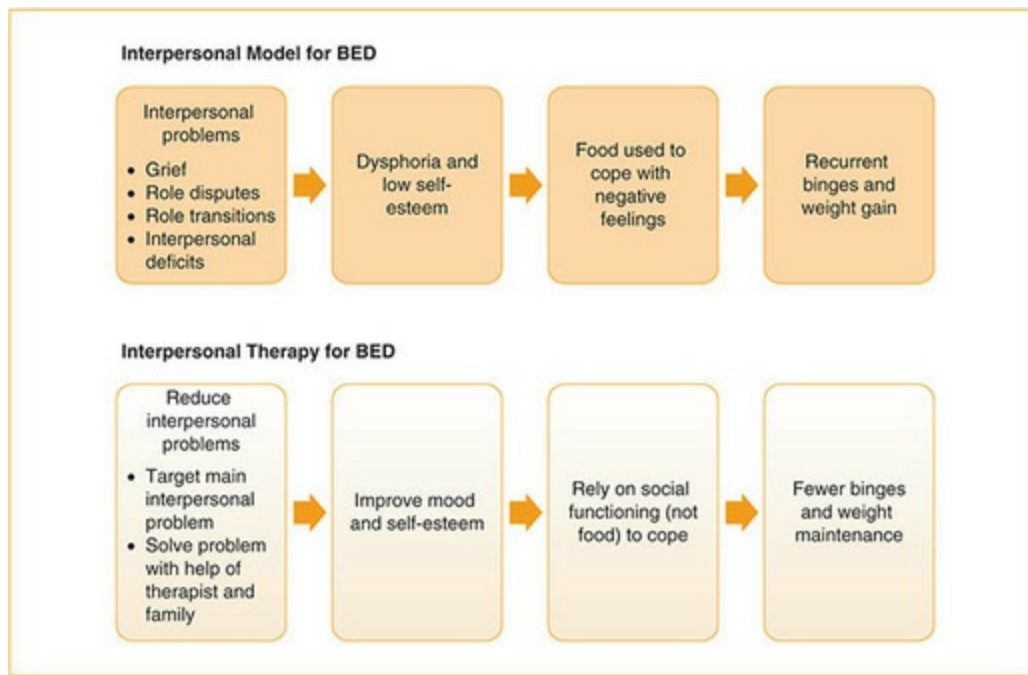 Interpersonal Model for BED
Interpersonal
problems
• Grief
• Role disputes
• Role transitions
• Interpersonal
deficits
Dysphoria and
low self-
esteem
Food used to
cope with
negative
feelings
Recurrent
binges and
weight gain
Interpersonal Therapy for BED
Reduce
interpersonal
problems
• Target main
interpersonal
problem
• Solve problem
with help of
therapist and
family
Improve mood
and self-esteem
Rely on social
functioning (not
food) to cope
Fewer binges
and weight
maintenance